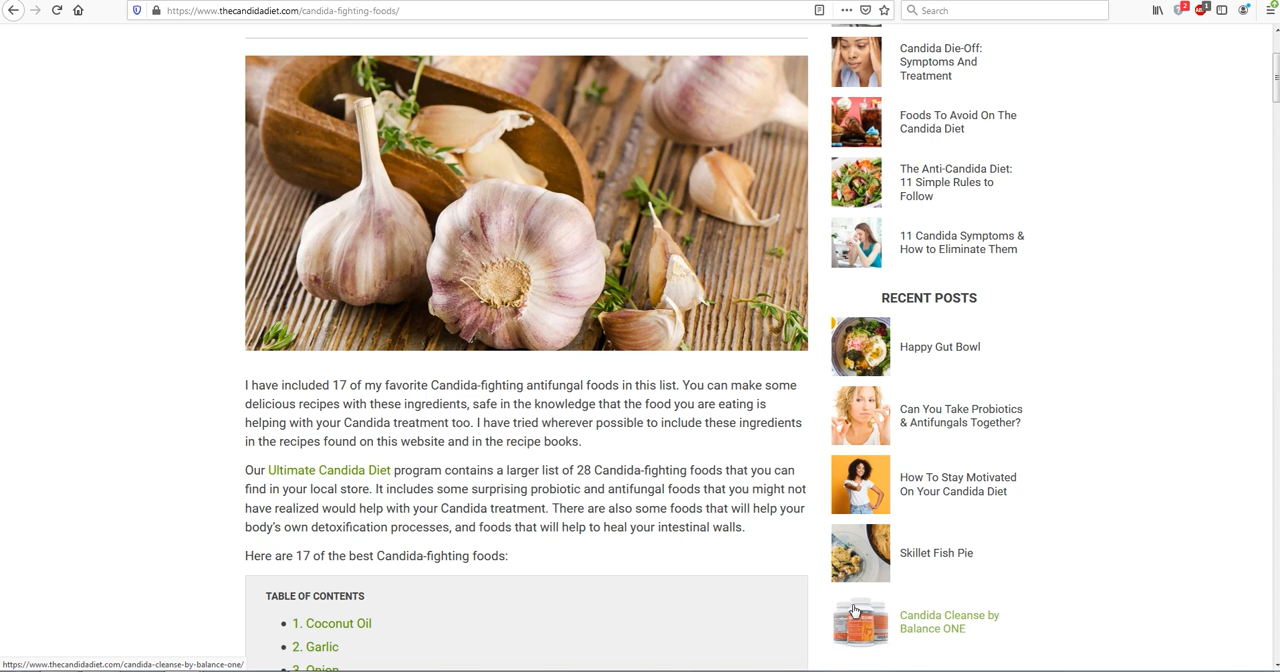 https://www.thecandidadiet.com/candida-fighting-foods/
Search
2
1
I have included 17 of my favorite Candida-fighting antifungal foods in this list. You can make some
delicious recipes with these ingredients, safe in the knowledge that the food you are eating is
helping with your Candida treatment too. I have tried wherever possible to include these ingredients
in the recipes found on this website and in the recipe books.
Our Ultimate Candida Diet program contains a larger list of 28 Candida-fighting foods that you can
find in your local store. It includes some surprising probiotic and antifungal foods that you might not
have realized would help with your Candida treatment. There are also some foods that will help your
body's own detoxification processes, and foods that will help to heal your intestinal walls.
Here are 17 of the best Candida-fighting foods:
TABLE OF CONTENTS
1. Coconut Oil
2. Garlic
3. Onion
Candida Die-Off:
Symptoms And
Treatment
Foods To Avoid On The
Candida Diet
The Anti-Candida Diet:
11 Simple Rules to
Follow
11 Candida Symptoms &
How to Eliminate Them
RECENT POSTS
Happy Gut Bowl
Can You Take Probiotics
& Antifungals Together?
How To Stay Motivated
On Your Candida Diet
Skillet Fish Pie
Candida Cleanse by
Balance ONE
https://www.thecandidadiet.com/candida-cleanse-by-balance-one/